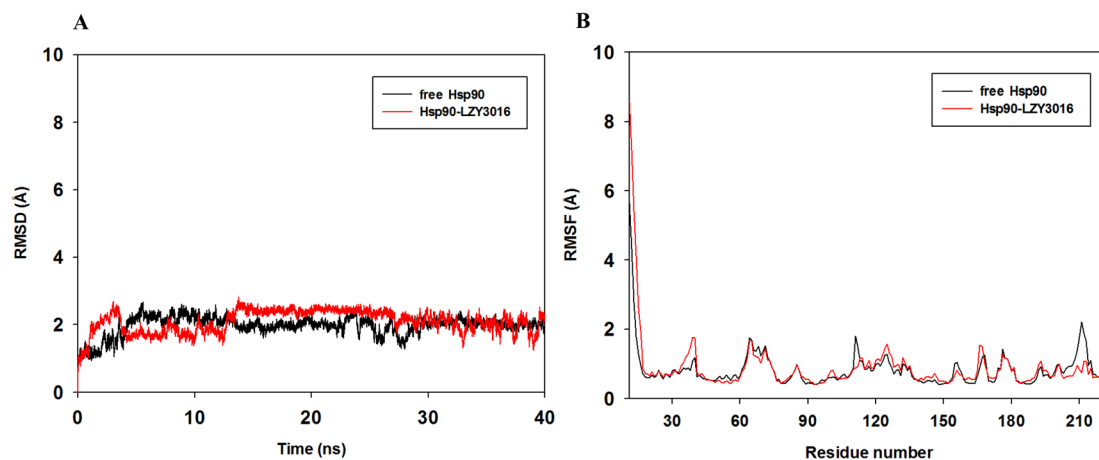 A
10
8
6
4
2
0
RMSD (Å)
free Hsp90
Hsp90-LZY3016
0
10
20
30
40
Time (ns)
B
10
8
6
4
2
0
RMSF (Å)
free Hsp90
Hsp90-LZY3016
30
60
90
120
150
180
210
Residue number